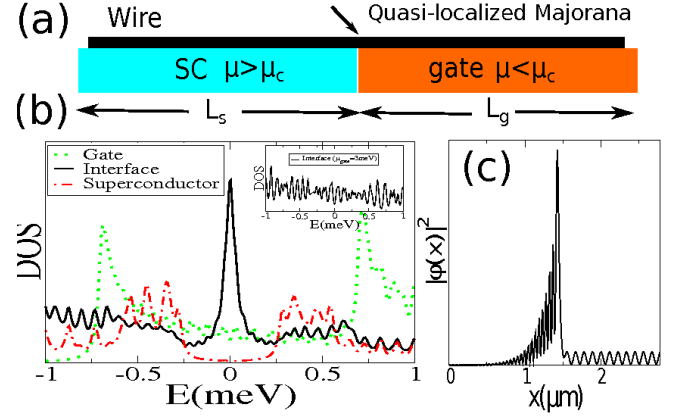 (a) Wire Quasi-localized Majorana
SC μ>μc gate μ<μc
Ls Lg
(b)
Gate
Interface
Superconductor
DOS
Interface (μgate=3meV)
DOS
-1 -0.5 0 0.5 1
E(meV)
-1 -0.5 0 0.5 1
E(meV)
(c)
|φ(x)|²
0 1 2
x(μm)